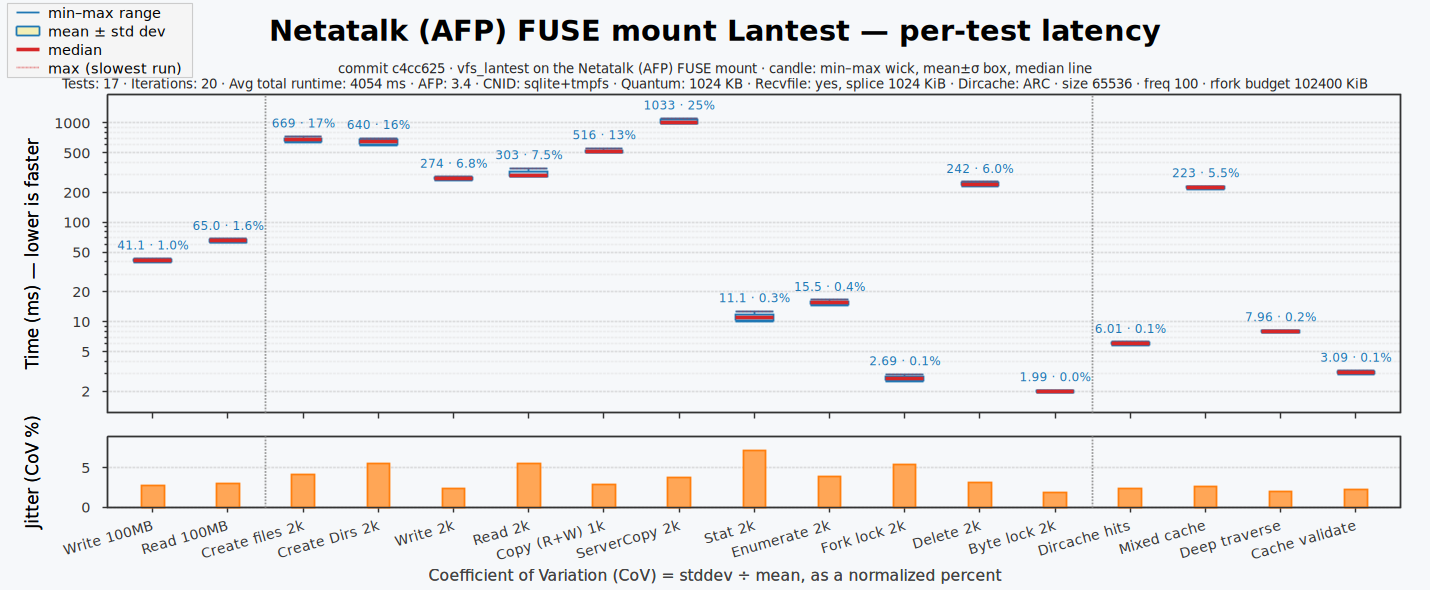 min–max range
mean ± std dev
median
max (slowest run)
Netatalk (AFP) FUSE mount Lantest — per-test latency
commit c4cc625 · vfs_lantest on the Netatalk (AFP) FUSE mount · candle: min–max wick, mean±σ box, median line
Tests: 17 · Iterations: 20 · Avg total runtime: 4054 ms · AFP: 3.4 · CNID: sqlite+tmpfs · Quantum: 1024 KB · Recvfile: yes, splice 1024 KiB · Dircache: ARC · size 65536 · freq 100 · rfork budget 102400 KiB
Time (ms) — lower is faster
1000
500
200
100
50
20
10
5
2
41.1 · 1.0%
65.0 · 1.6%
669 · 17%
640 · 16%
274 · 6.8%
303 · 7.5%
516 · 13%
1033 · 25%
11.1 · 0.3%
15.5 · 0.4%
2.69 · 0.1%
242 · 6.0%
1.99 · 0.0%
6.01 · 0.1%
223 · 5.5%
7.96 · 0.2%
3.09 · 0.1%
Jitter (CoV %)
5
0
Write 100MB
Read 100MB
Create files 2k
Create Dirs 2k
Write 2k
Read 2k
Copy (R+W) 1k
ServerCopy 2k
Stat 2k
Enumerate 2k
Fork lock 2k
Delete 2k
Byte lock 2k
Dircache hits
Mixed cache
Deep traverse
Cache validate
Coefficient of Variation (CoV) = stddev ÷ mean, as a normalized percent